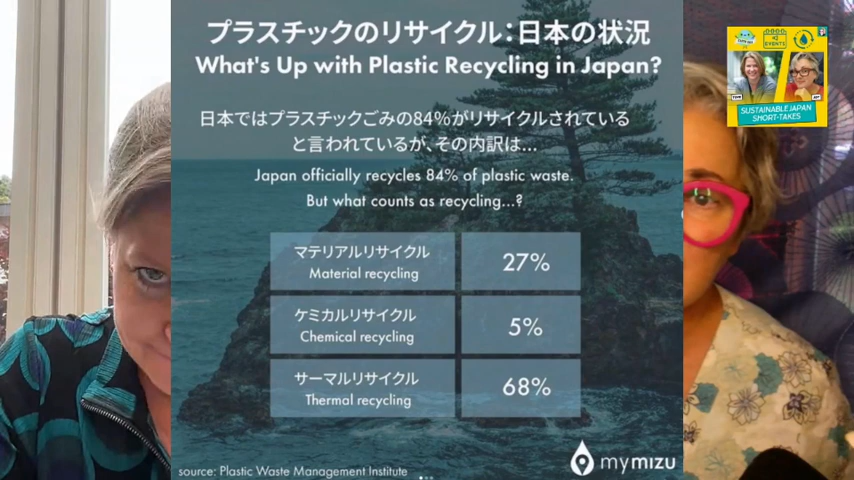 プラスチックのリサイクル：日本の状況
What's Up with Plastic Recycling in Japan?
日本ではプラスチックごみの84%がリサイクルされている
と言われているが、その内訳は...
Japan officially recycles 84% of plastic waste.
But what counts as recycling...?
マテリアルリサイクル
Material recycling
27%
ケミカルリサイクル
Chemical recycling
5%
サーマルリサイクル
Thermal recycling
68%
source: Plastic Waste Management Institute
mymizu
EVENTS
SUSTAINABLE JAPAN
SHORT-TAKES